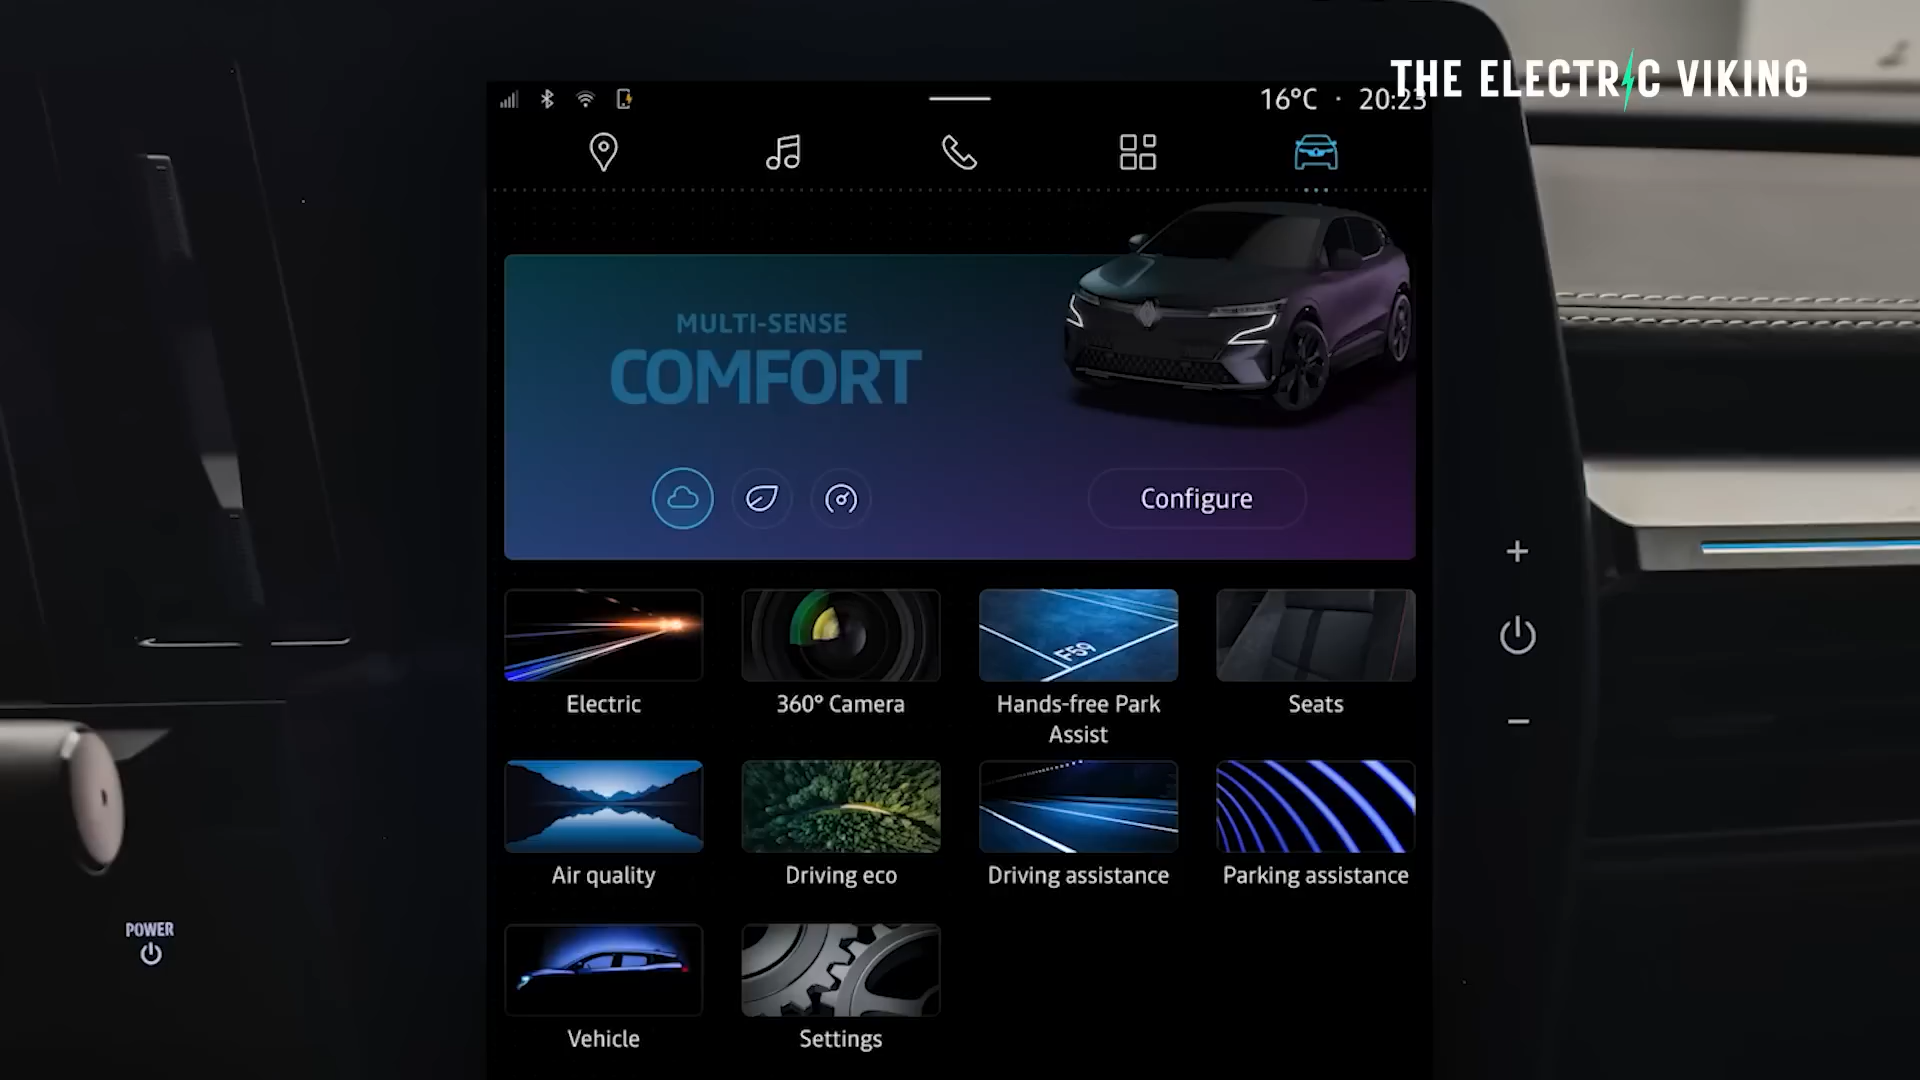 THE ELECTRIC VIKING
16°C · 20:23
MULTI-SENSE
COMFORT
Configure
F59
Electric
360° Camera
Hands-free Park
Assist
Seats
Air quality
Driving eco
Driving assistance
Parking assistance
Vehicle
Settings
POWER